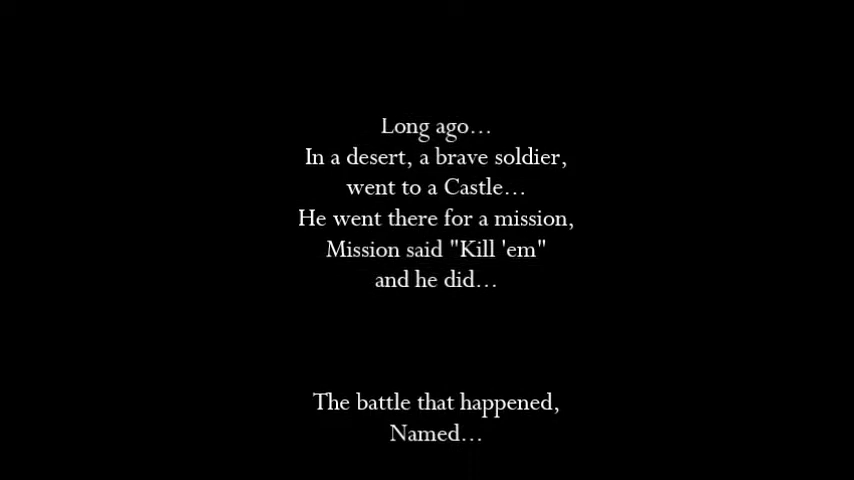 Long ago...
In a desert, a brave soldier,
went to a Castle...
He went there for a mission,
Mission said "Kill 'em"
and he did...
The battle that happened,
Named...